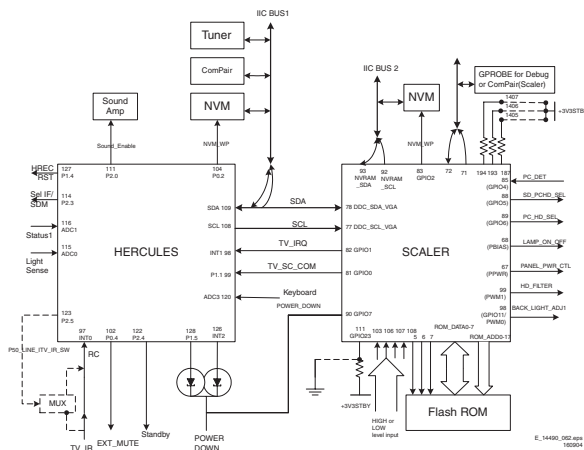 IIC BUS1
Tuner
ComPair
NVM
Sound
Amp
Sound_Enable
NVM_WP
IIC BUS 2
NVM
NVM_WP
GPROBE for Debug
or ComPair(Scaler)
1407
1406
1405
+3V3STBY
HREC
RST
127
P1.4
111
P2.0
104
P0.2
Sel IF/
SDM
114
P2.3
Status1
116
ADC1
Light
Sense
115
ADC0
HERCULES
SDA 109
SCL 108
INT1 98
P1.1 99
ADC3 120
SDA
SCL
TV_IRQ
TV_SC_COM
Keyboard
POWER_DOWN
93
NVRAM
_SDA
92
NVRAM
_SCL
83
GPIO2
72
71
194
193
187
78 DDC_SDA_VGA
77 DDC_SCL_VGA
82 GPIO1
81 GPIO0
90 GPIO7
SCALER
85
(GPIO4)
PC_DET
88
(GPIO5)
SD_PCHD_SEL
89
(GPIO6)
PC_HD_SEL
68
(PBIAS)
LAMP_ON_OFF
67
(PPWR)
PANEL_PWR_CTL
99
(PWM1)
HD_FILTER
98
(GPIO11/
PWM0)
BACK_LIGHT_ADJ1
123
P2.5
97
INT0
102
P0.4
122
P2.4
128
P1.5
126
INT2
P50_LINE_ITV_IR_SW
RC
MUX
TV_IR
EXT_MUTE
Standby
POWER
DOWN
111
GPIO23
103
106
107
108
5
6
7
ROM_DATA0-7
ROM_ADD0-17
+3V3STBY
HIGH or
LOW
level input
Flash ROM
E_14490_062.eps
160904